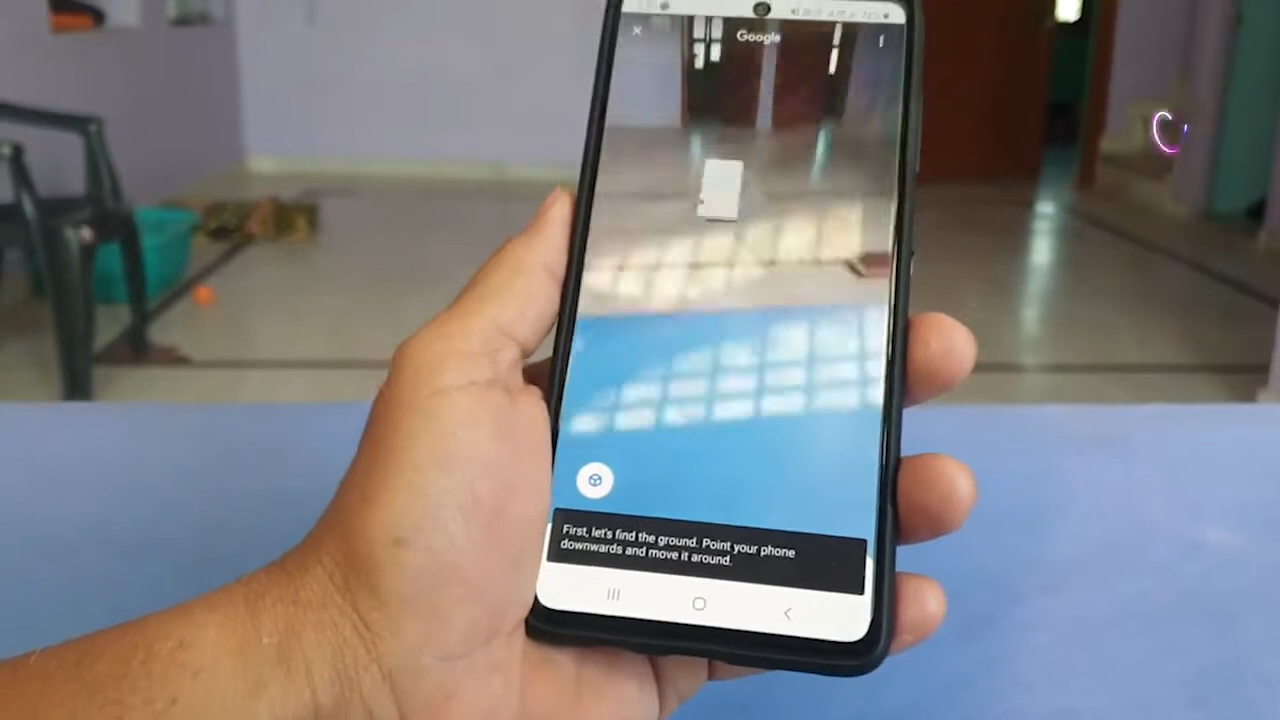 Google
First, let's find the ground. Point your phone
downwards and move it around.